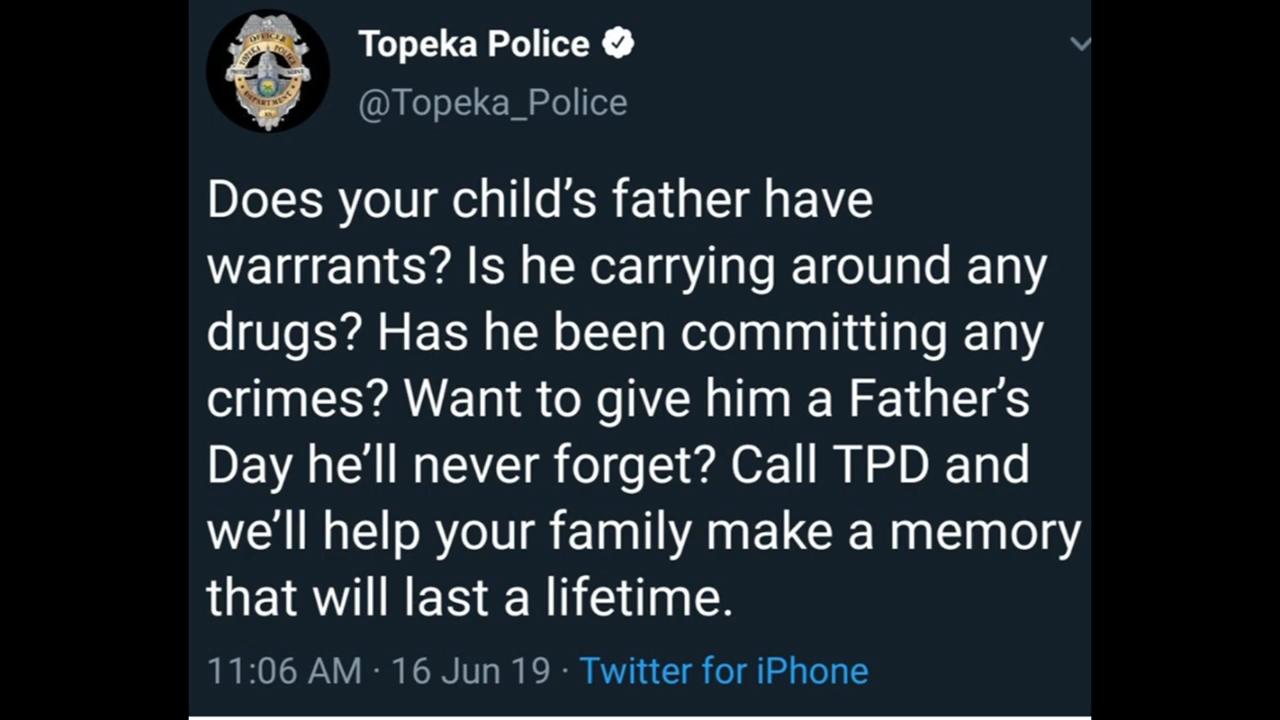 Topeka Police
@Topeka_Police
Does your child’s father have
warrrants? Is he carrying around any
drugs? Has he been committing any
crimes? Want to give him a Father’s
Day he’ll never forget? Call TPD and
we’ll help your family make a memory
that will last a lifetime.
11:06 AM · 16 Jun 19 · Twitter for iPhone